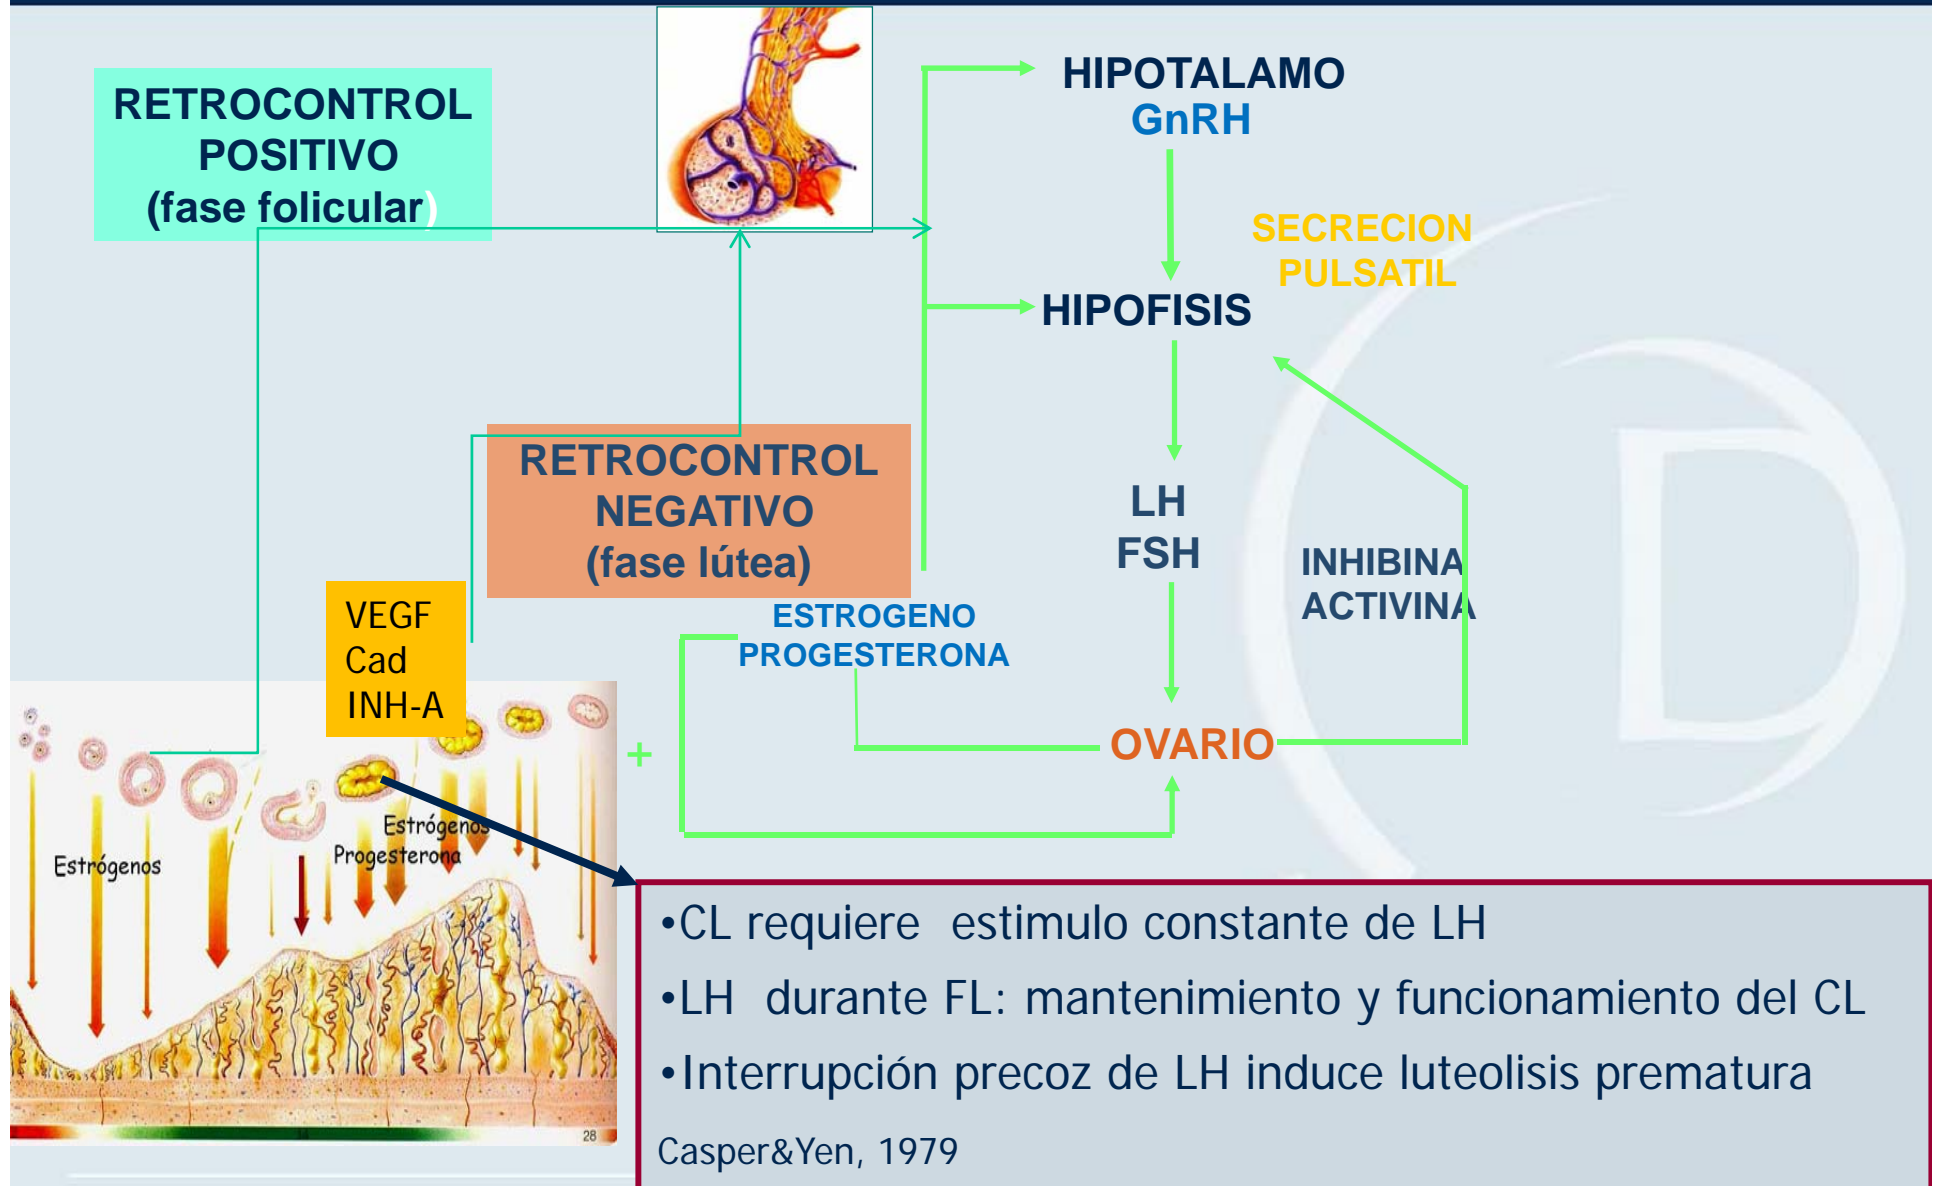 RETROCONTROL
POSITIVO
(fase folicular)
HIPOTALAMO
GnRH
SECRECION
PULSATIL
HIPOFISIS
RETROCONTROL
NEGATIVO
(fase lútea)
LH
FSH
INHIBINA
ACTIVINA
VEGF
Cad
INH-A
ESTROGENO
PROGESTERONA
+
OVARIO
Estrógenos
Estrógenos
Progesterona
14
28
•CL requiere estimulo constante de LH
•LH durante FL: mantenimiento y funcionamiento del CL
•Interrupción precoz de LH induce luteolisis prematura
Casper&Yen, 1979
D